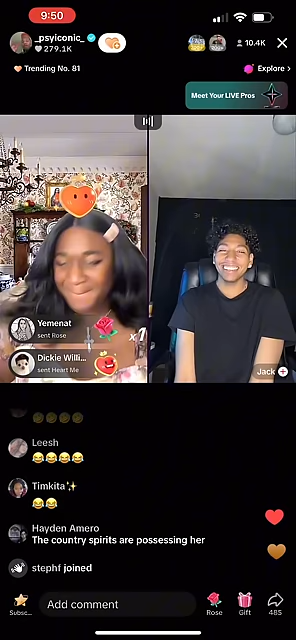 9:50
_psyiconic_
279.1K
10.4K
Trending No. 81
Explore >
Meet Your LIVE Pros
Yemenat
sent Rose
x1
Dickie Willi...
sent Heart Me
Jack
😂😂😂😂
Leesh
😂😂😂😂
Timkita✨
😂😂
Hayden Amero
The country spirits are possessing her
stephf joined
Subsc...
Add comment
Rose
Gift
485